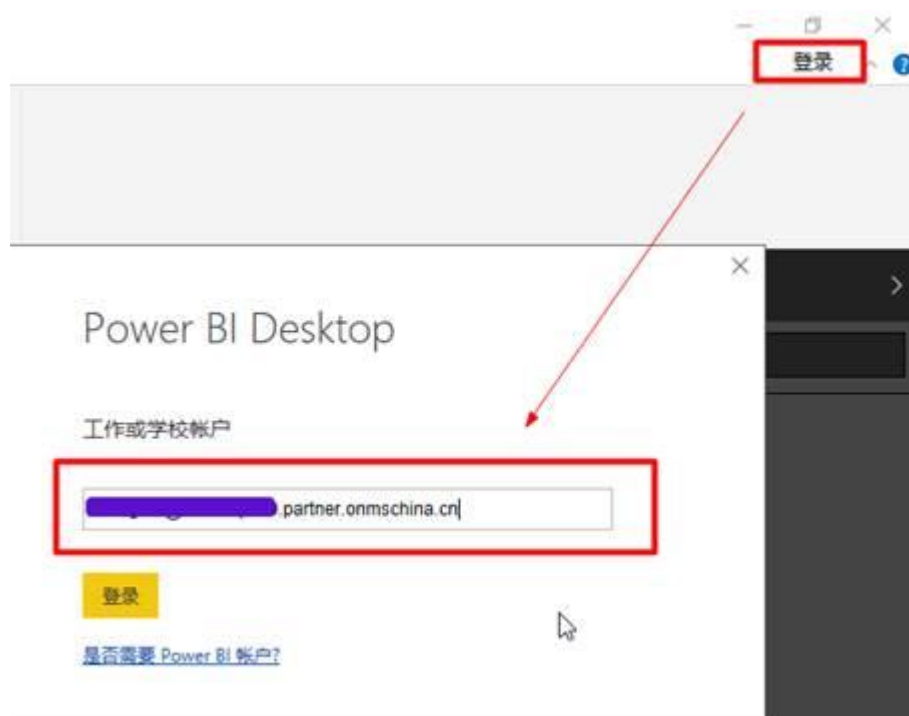 登录
?
Power BI Desktop
工作或学校帐户
.partner.onmschina.cn
登录
是否需要 Power BI 帐户?